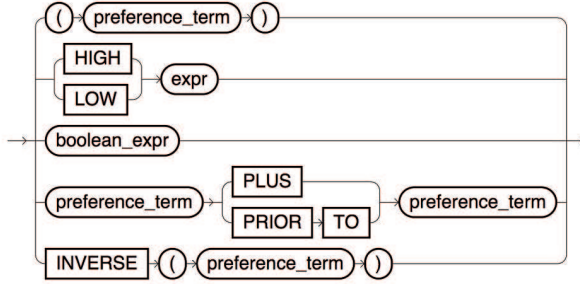 ( preference_term )
HIGH
expr
LOW
boolean_expr
PLUS
preference_term preference_term
PRIOR TO
INVERSE ( preference_term )